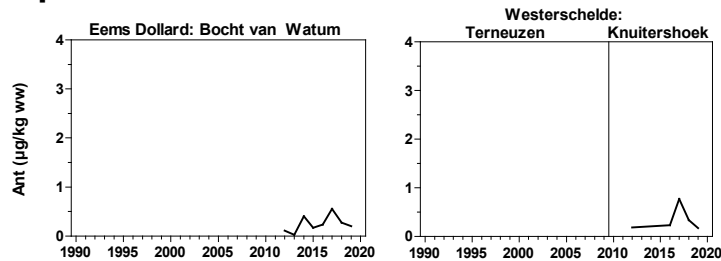 Eems Dollard: Bocht van Watum
Ant (µg/kg ww)
4
3
2
1
0
1990 1995 2000 2005 2010 2015 2020
Westerschelde:
Terneuzen Knuitershoek
4
3
2
1
0
1990 1995 2000 2005 2010 2015 2020